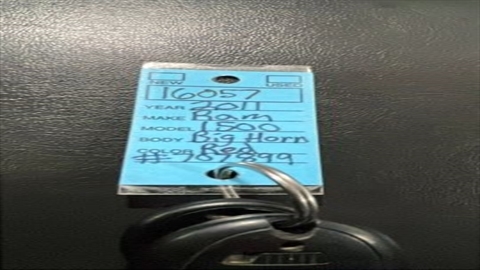 NEW USED
16057
YEAR 2011
MAKE Ram
MODEL 1500
BODY Big Horn
COLOR Red
#707899